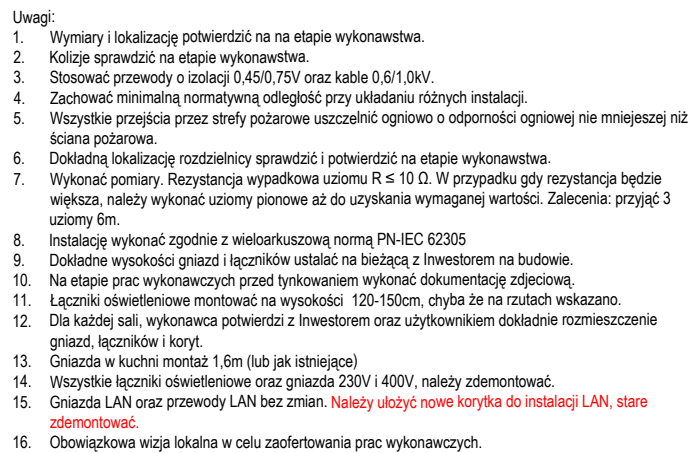 Uwagi:
1. Wymiary i lokalizację potwierdzić na na etapie wykonawstwa.
2. Kolizje sprawdzić na etapie wykonawstwa.
3. Stosować przewody o izolacji 0,45/0,75V oraz kable 0,6/1,0kV.
4. Zachować minimalną normatywną odległość przy układaniu różnych instalacji.
5. Wszystkie przejścia przez strefy pożarowe uszczelnić ogniowo o odporności ogniowej nie mniejeszej niż
ściana pożarowa.
6. Dokładną lokalizację rozdzielnicy sprawdzić i potwierdzić na etapie wykonawstwa.
7. Wykonać pomiary. Rezystancja wypadkowa uziomu R ≤ 10 Ω. W przypadku gdy rezystancja będzie
większa, należy wykonać uziomy pionowe aż do uzyskania wymaganej wartości. Zalecenia: przyjąć 3
uziomy 6m.
8. Instalację wykonać zgodnie z wieloarkuszową normą PN-IEC 62305
9. Dokładne wysokości gniazd i łączników ustalać na bieżącą z Inwestorem na budowie.
10. Na etapie prac wykonawczych przed tynkowaniem wykonać dokumentację zdjeciową.
11. Łączniki oświetleniowe montować na wysokości 120-150cm, chyba że na rzutach wskazano.
12. Dla każdej sali, wykonawca potwierdzi z Inwestorem oraz użytkownikiem dokładnie rozmieszczenie
gniazd, łączników i koryt.
13. Gniazda w kuchni montaż 1,6m (lub jak istniejące)
14. Wszystkie łączniki oświetleniowe oraz gniazda 230V i 400V, należy zdemontować.
15. Gniazda LAN oraz przewody LAN bez zmian. Należy ułożyć nowe korytka do instalacji LAN, stare
zdemontować.
16. Obowiązkowa wizja lokalna w celu zaofertowania prac wykonawczych.